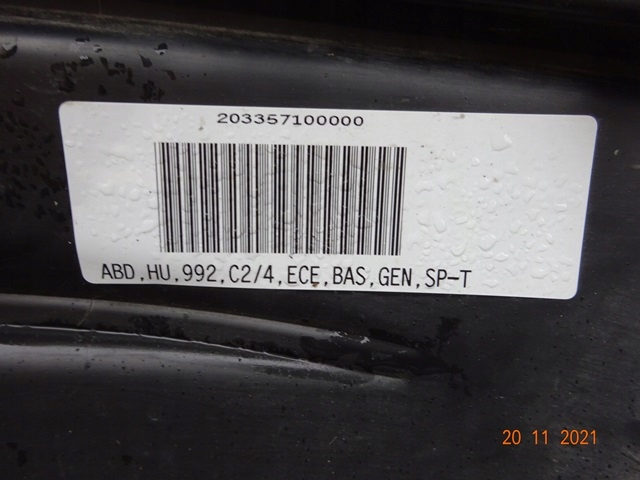 203357100000
ABD,HU,992,C2/4,ECE,BAS,GEN,SP-T
20 11 2021